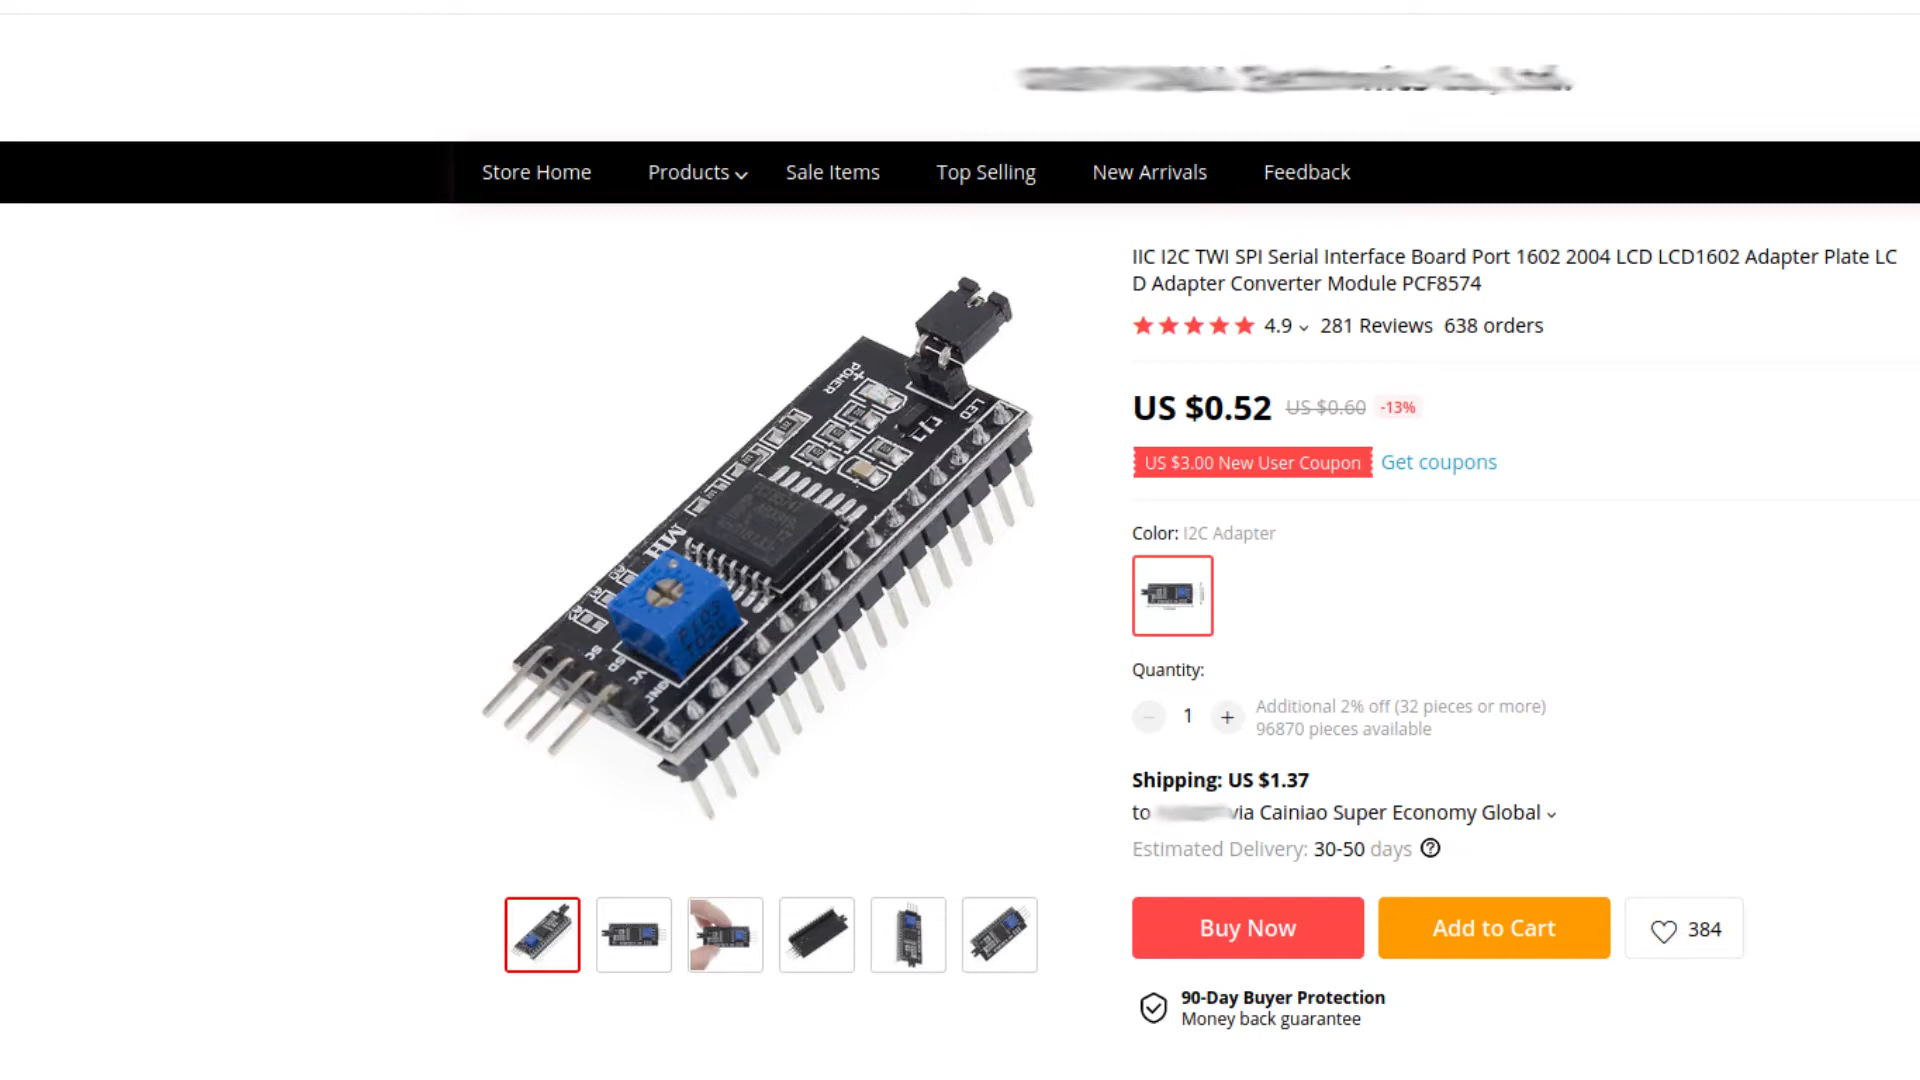 Store Home Products Sale Items Top Selling New Arrivals Feedback
IIC I2C TWI SPI Serial Interface Board Port 1602 2004 LCD LCD1602 Adapter Plate LC
D Adapter Converter Module PCF8574
4.9 281 Reviews 638 orders
US $0.52 US $0.60 -13%
US $3.00 New User Coupon Get coupons
Color: I2C Adapter
Quantity:
1
Additional 2% off (32 pieces or more)
96870 pieces available
Shipping: US $1.37
to via Cainiao Super Economy Global
Estimated Delivery: 30-50 days
Buy Now Add to Cart 384
90-Day Buyer Protection
Money back guarantee
POWER
LED
MH